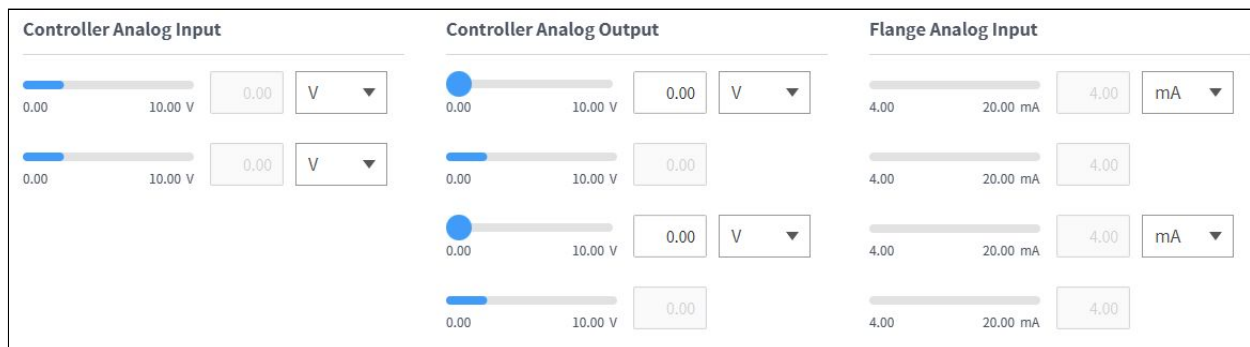 Controller Analog Input
0.00 V
0.00 10.00 V
0.00 V
0.00 10.00 V
Controller Analog Output
0.00 V
0.00 10.00 V
0.00
0.00 10.00 V
0.00 V
0.00 10.00 V
0.00
0.00 10.00 V
Flange Analog Input
4.00 mA
4.00 20.00 mA
4.00
4.00 20.00 mA
4.00 mA
4.00 20.00 mA
4.00
4.00 20.00 mA